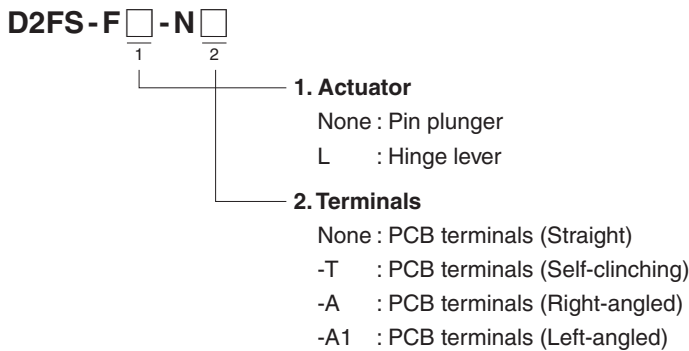 D2FS-F□-N□
1 2
1. Actuator
None : Pin plunger
L : Hinge lever
2. Terminals
None : PCB terminals (Straight)
-T : PCB terminals (Self-clinching)
-A : PCB terminals (Right-angled)
-A1 : PCB terminals (Left-angled)